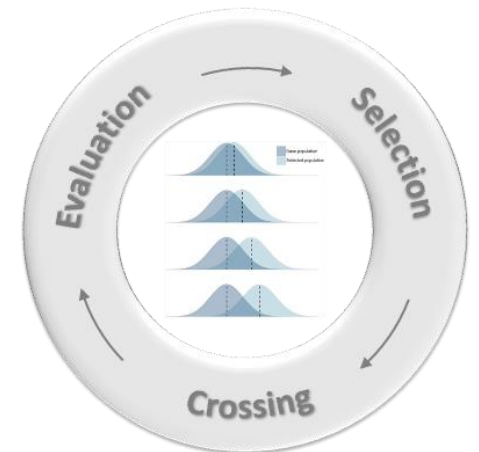 Evaluation
Selection
Base population
Selected population
Crossing